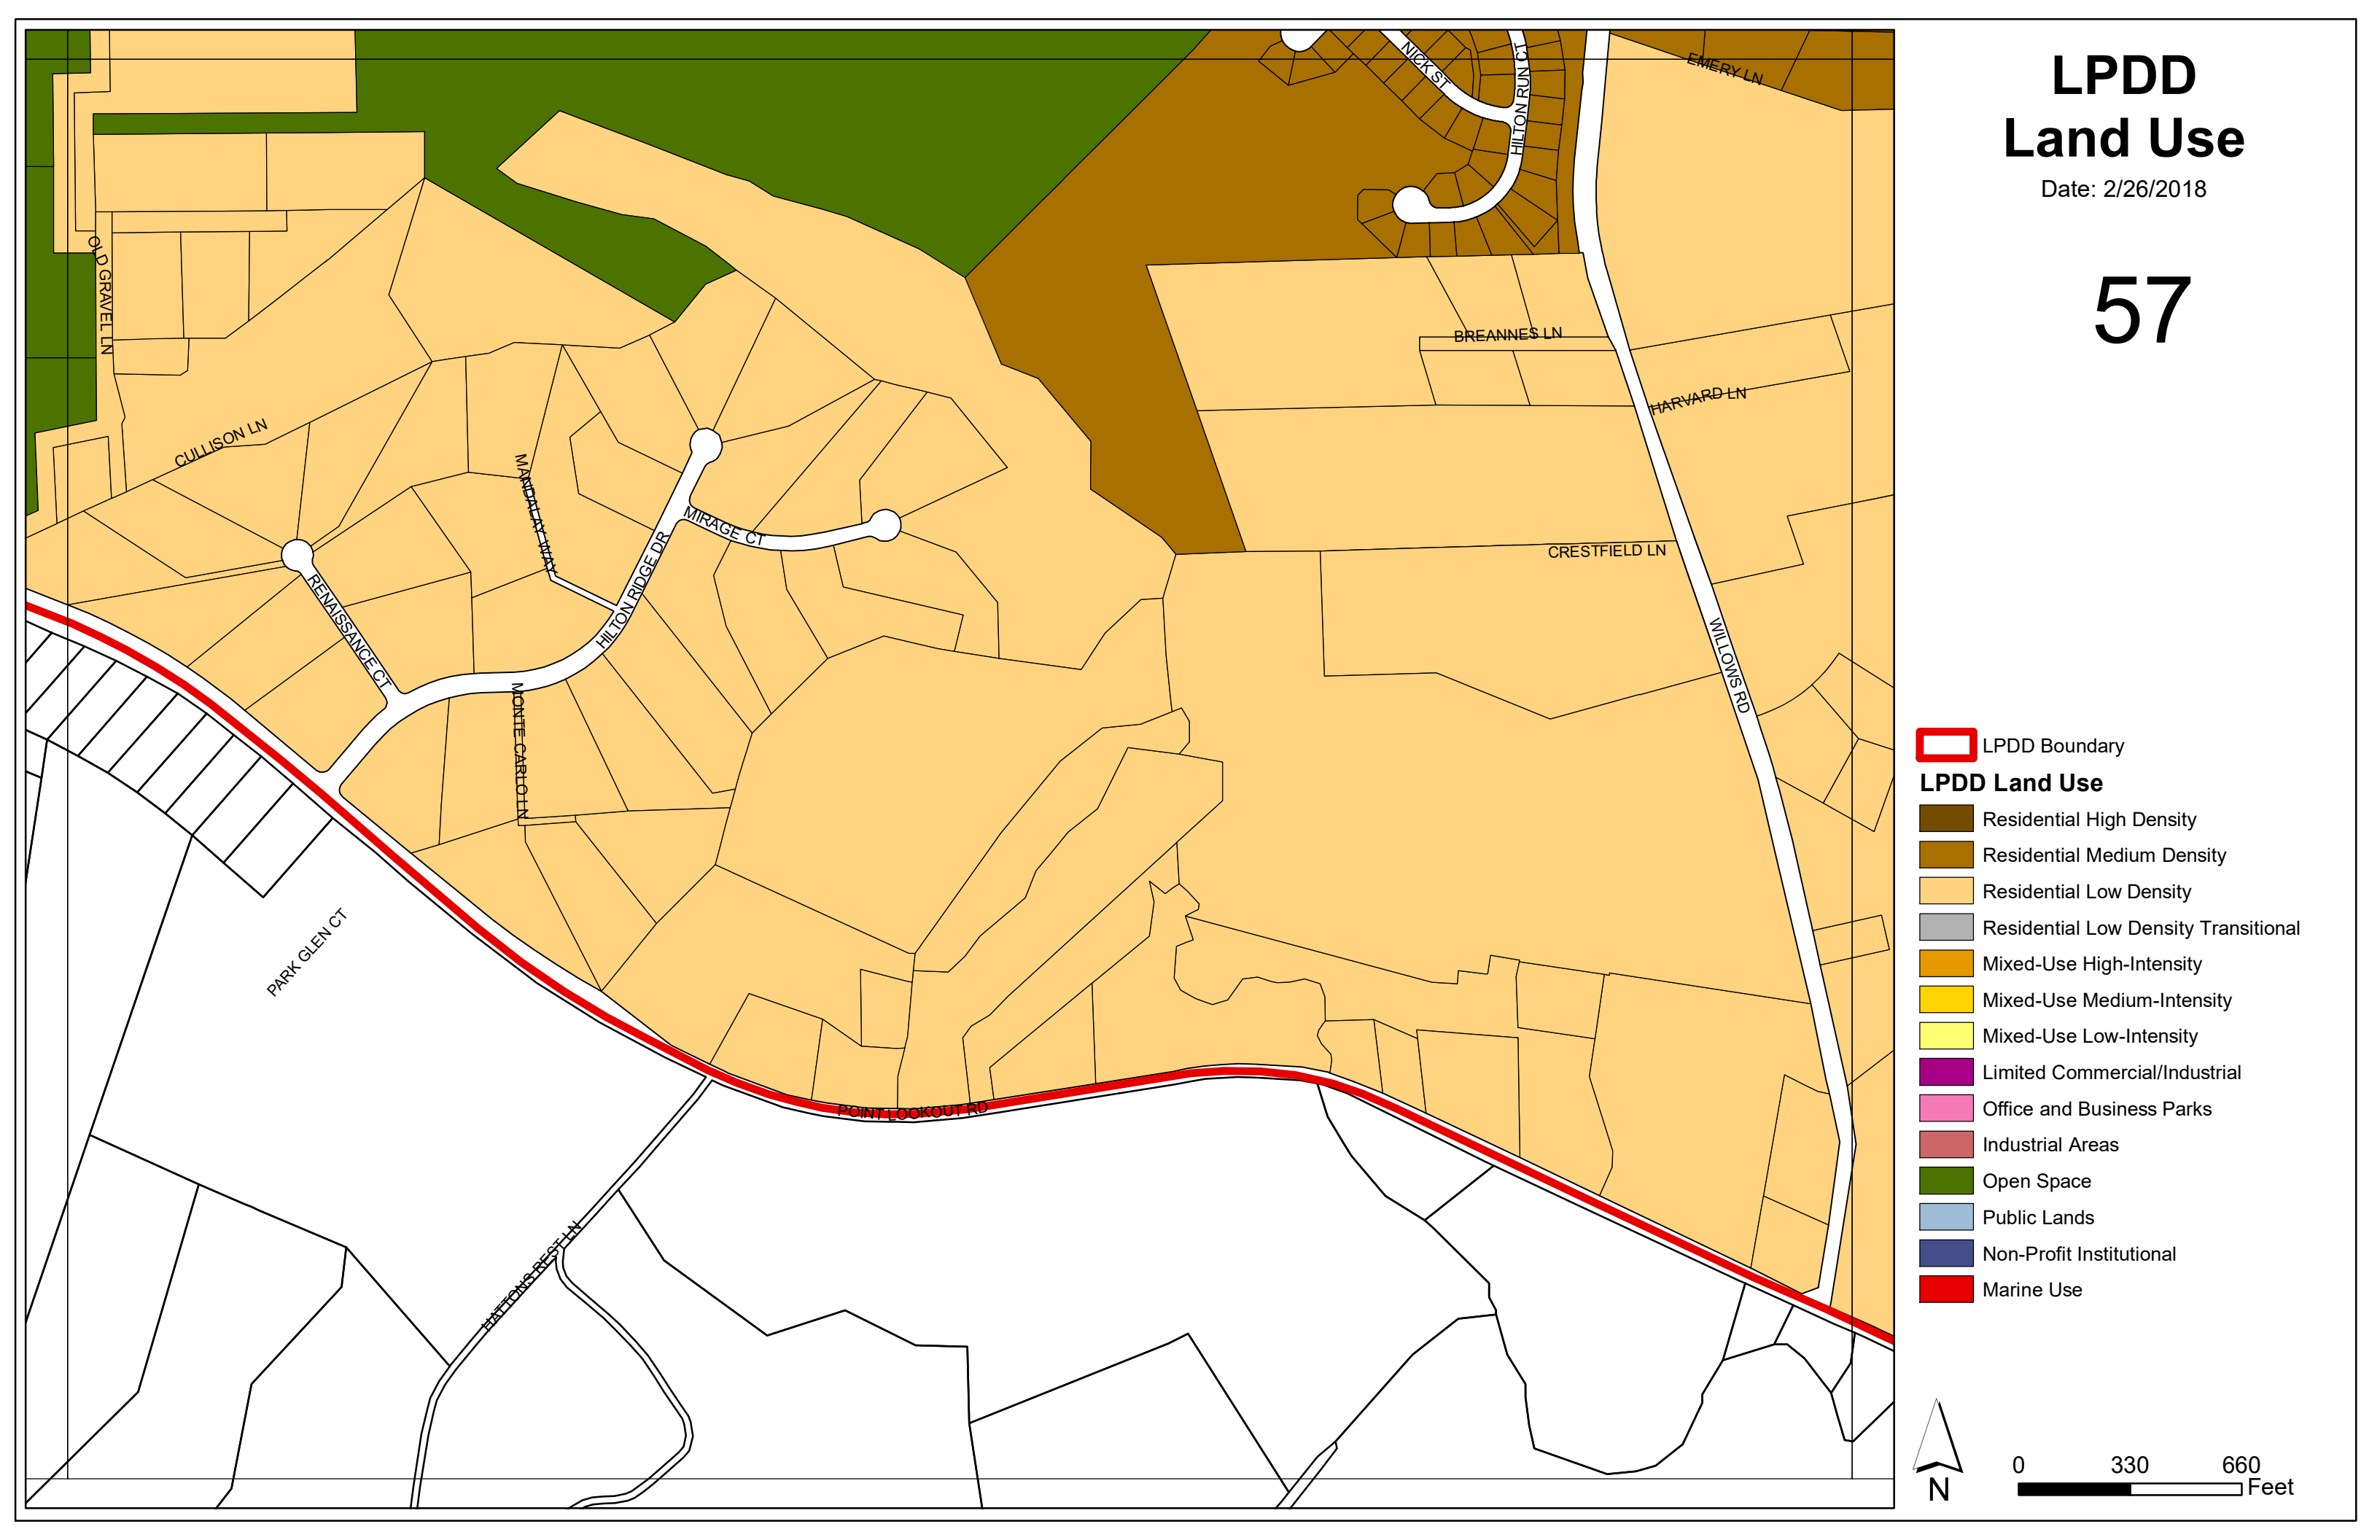 LPDD
Land Use
Date: 2/26/2018
57
NICK ST
HILTON RUN CT
EMERY LN
OLD GRAVEL LN
BREANNES LN
HARVARD LN
CULLISON LN
MANDALAY WAY
MIRAGE CT
HILTON RIDGE DR
CRESTFIELD LN
RENAISSANCE CT
WILLOWS RD
MONTE CARLO LN
PARK GLEN CT
POINT LOOKOUT RD
HATTONS REST LN
LPDD Boundary
LPDD Land Use
Residential High Density
Residential Medium Density
Residential Low Density
Residential Low Density Transitional
Mixed-Use High-Intensity
Mixed-Use Medium-Intensity
Mixed-Use Low-Intensity
Limited Commercial/Industrial
Office and Business Parks
Industrial Areas
Open Space
Public Lands
Non-Profit Institutional
Marine Use
N
0 330 660
Feet